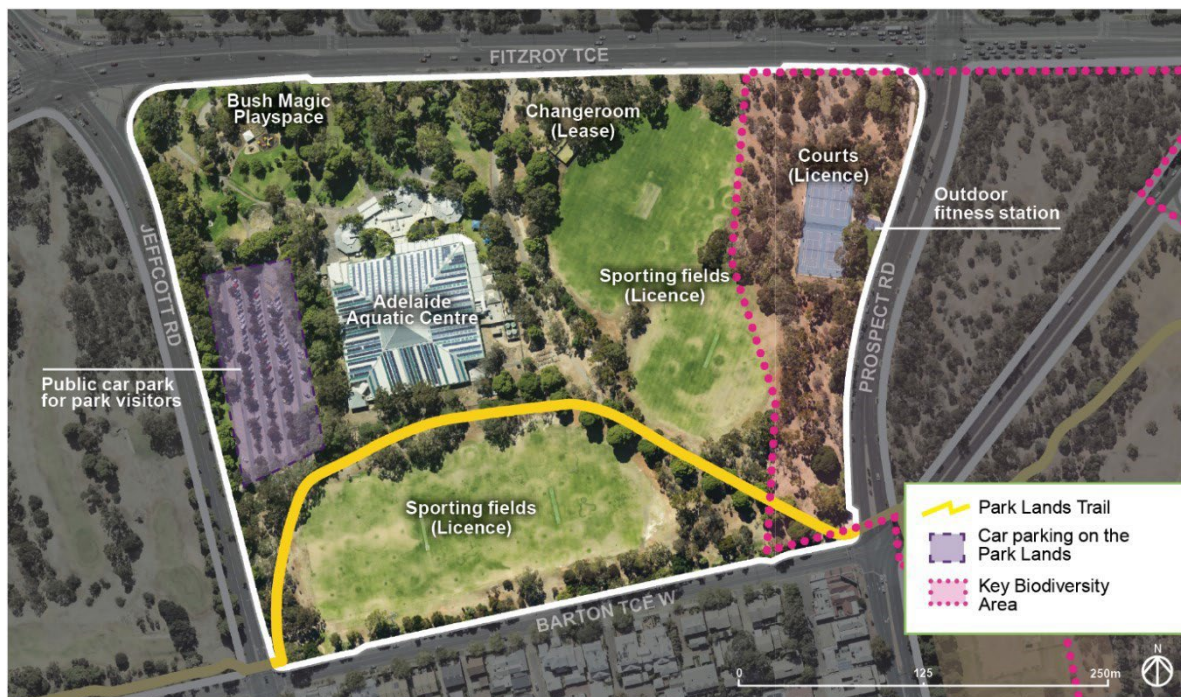 FITZROY TCE
Bush Magic
Playspace
Changeroom
(Lease)
Courts
(Licence)
Outdoor
fitness station
JEFFCOTT RD
Sporting fields
(Licence)
Adelaide
Aquatic Centre
PROSPECT RD
Public car park
for park visitors
Sporting fields
(Licence)
BARTON TCE W
Park Lands Trail
Car parking on the
Park Lands
Key Biodiversity
Area
0
125
250m
N